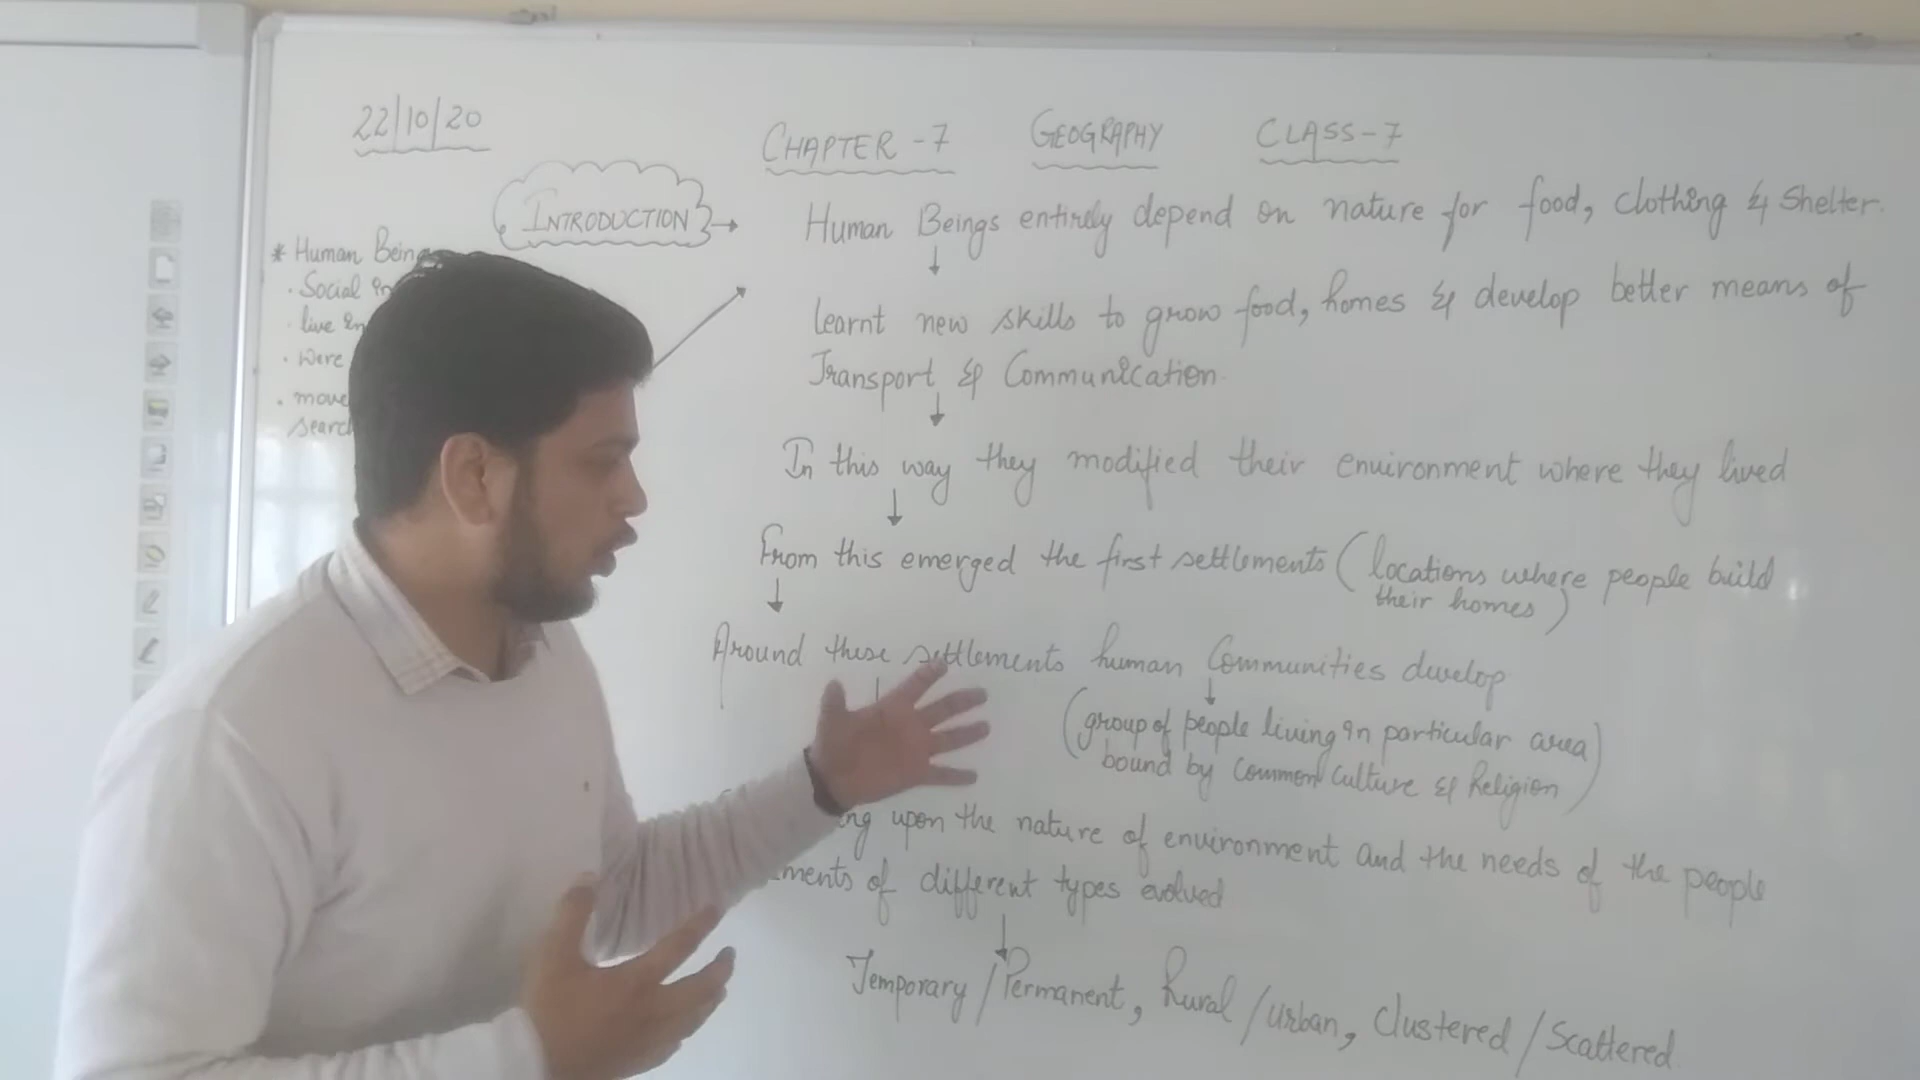 22/10/20
CHAPTER-7 GEOGRAPHY CLASS-7
INTRODUCTION →
Human Beings entirely depend on nature for food, clothing & Shelter.
↓
learnt new skills to grow food, homes & develop better means of
Transport & Communication
↓
In this way they modified their environment where they lived
↓
From this emerged the first settlements (locations where people build
their homes)
↓
Around these settlements human Communities develop
↓
(group of people living in particular area
bound by common culture & Religion)
upon the nature of environment and the needs of the people
of different types evolved
↓
Temporary/Permanent, Rural/urban, Clustered/Scattered
* Human
. Social
. live
. Were
. move